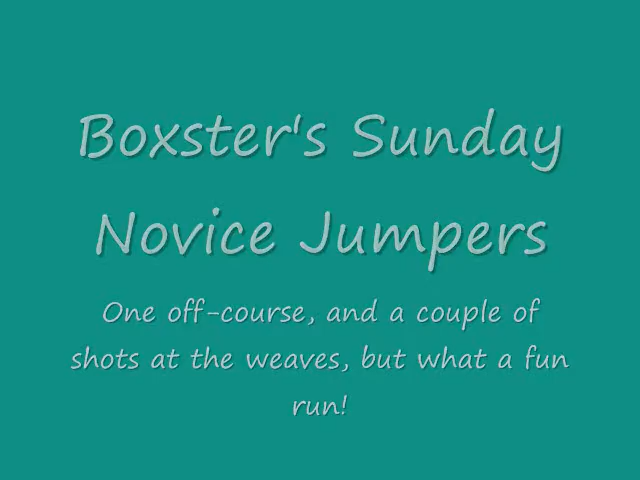 Boxster's Sunday
Novice Jumpers
One off-course, and a couple of
shots at the weaves, but what a fun
run!